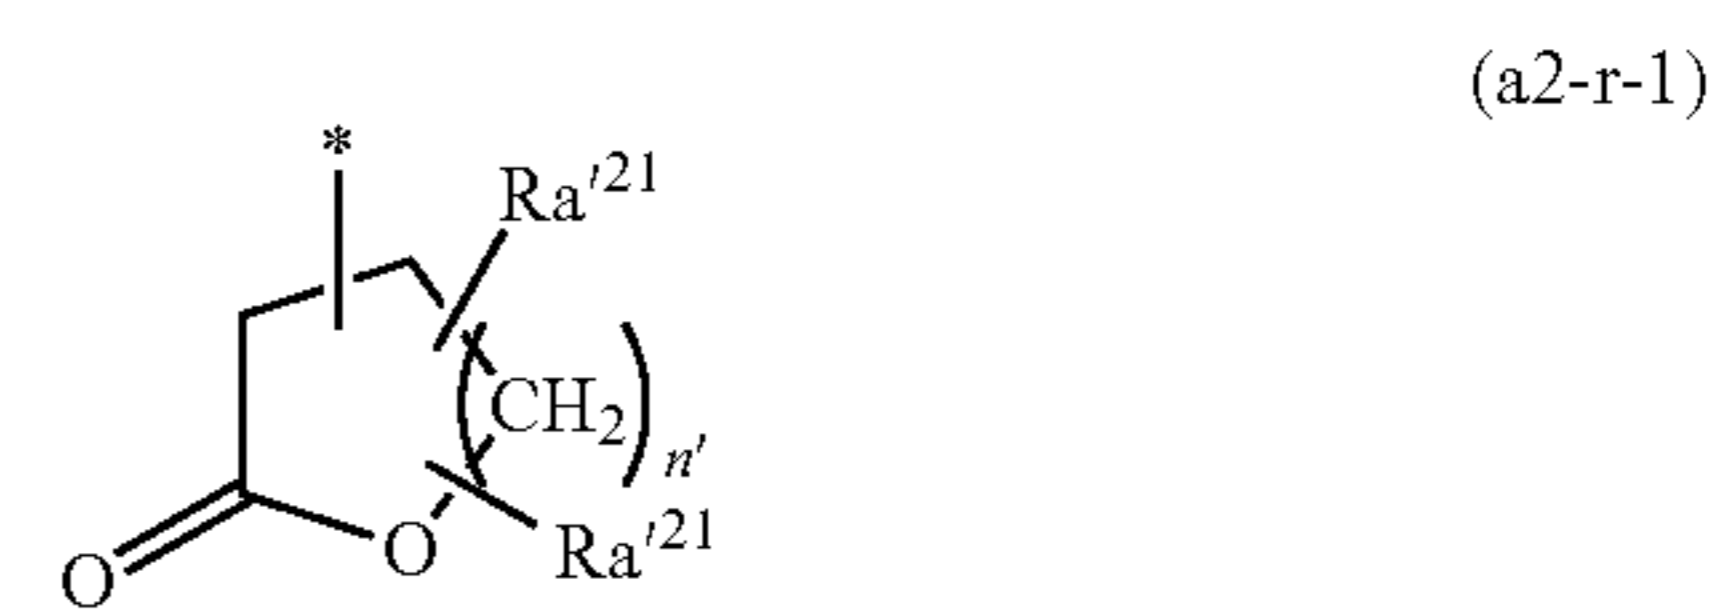 (a2-r-1)
*
Ra'²¹
CH₂
n'
Ra'²¹
O
O